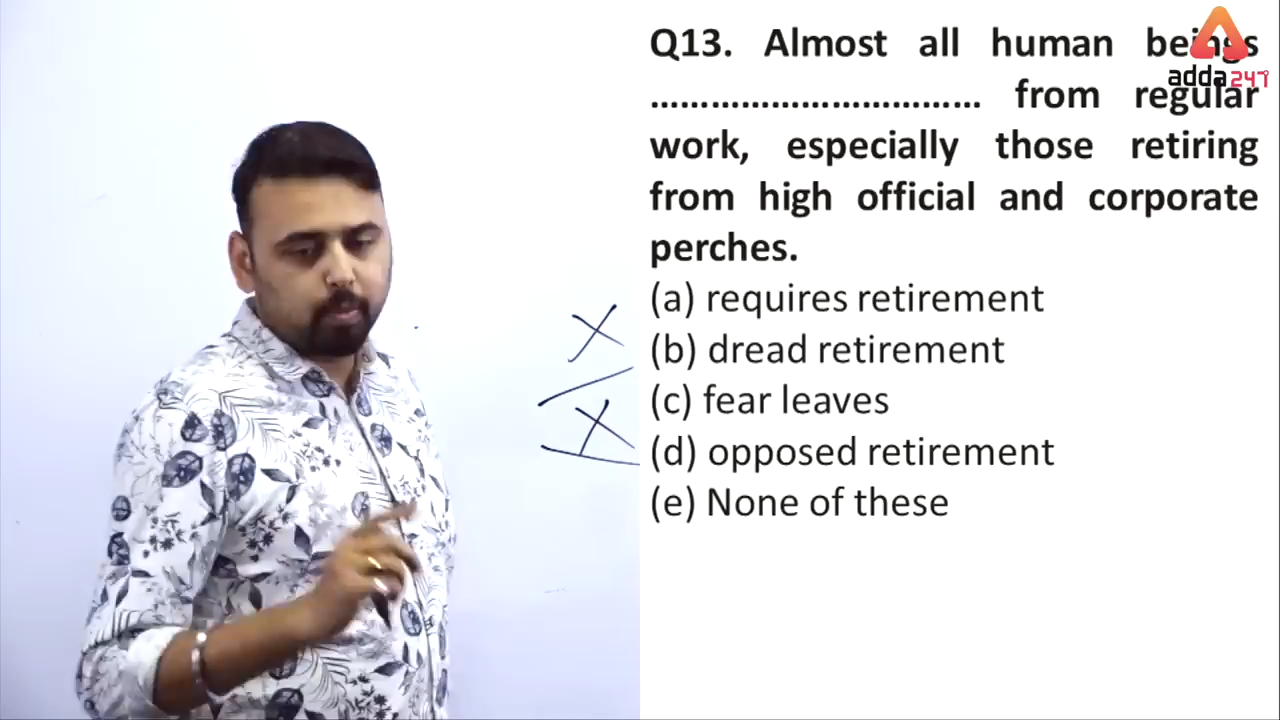 Q13. Almost all human beings
.................................... from regular
work, especially those retiring
from high official and corporate
perches.
(a) requires retirement
(b) dread retirement
(c) fear leaves
(d) opposed retirement
(e) None of these
adda247